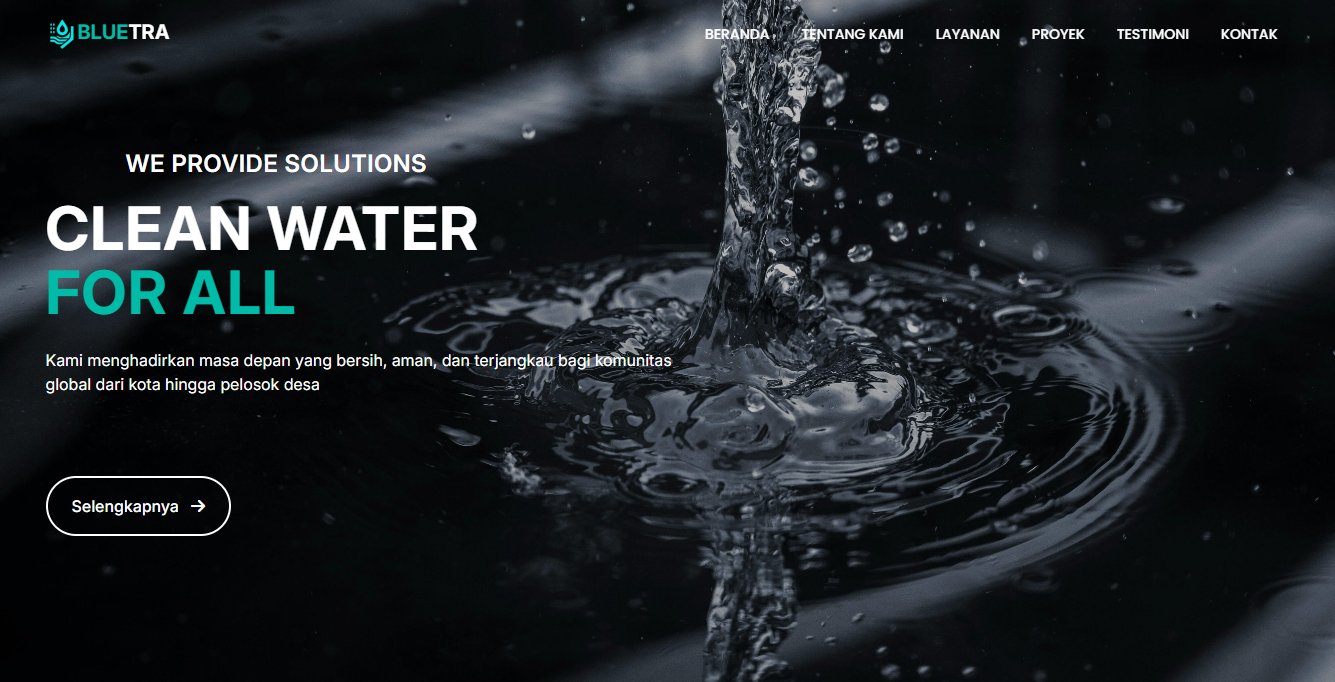 BLUETRA
BERANDA TENTANG KAMI LAYANAN PROYEK TESTIMONI KONTAK
WE PROVIDE SOLUTIONS
CLEAN WATER
FOR ALL
Kami menghadirkan masa depan yang bersih, aman, dan terjangkau bagi komunitas
global dari kota hingga pelosok desa
Selengkapnya →